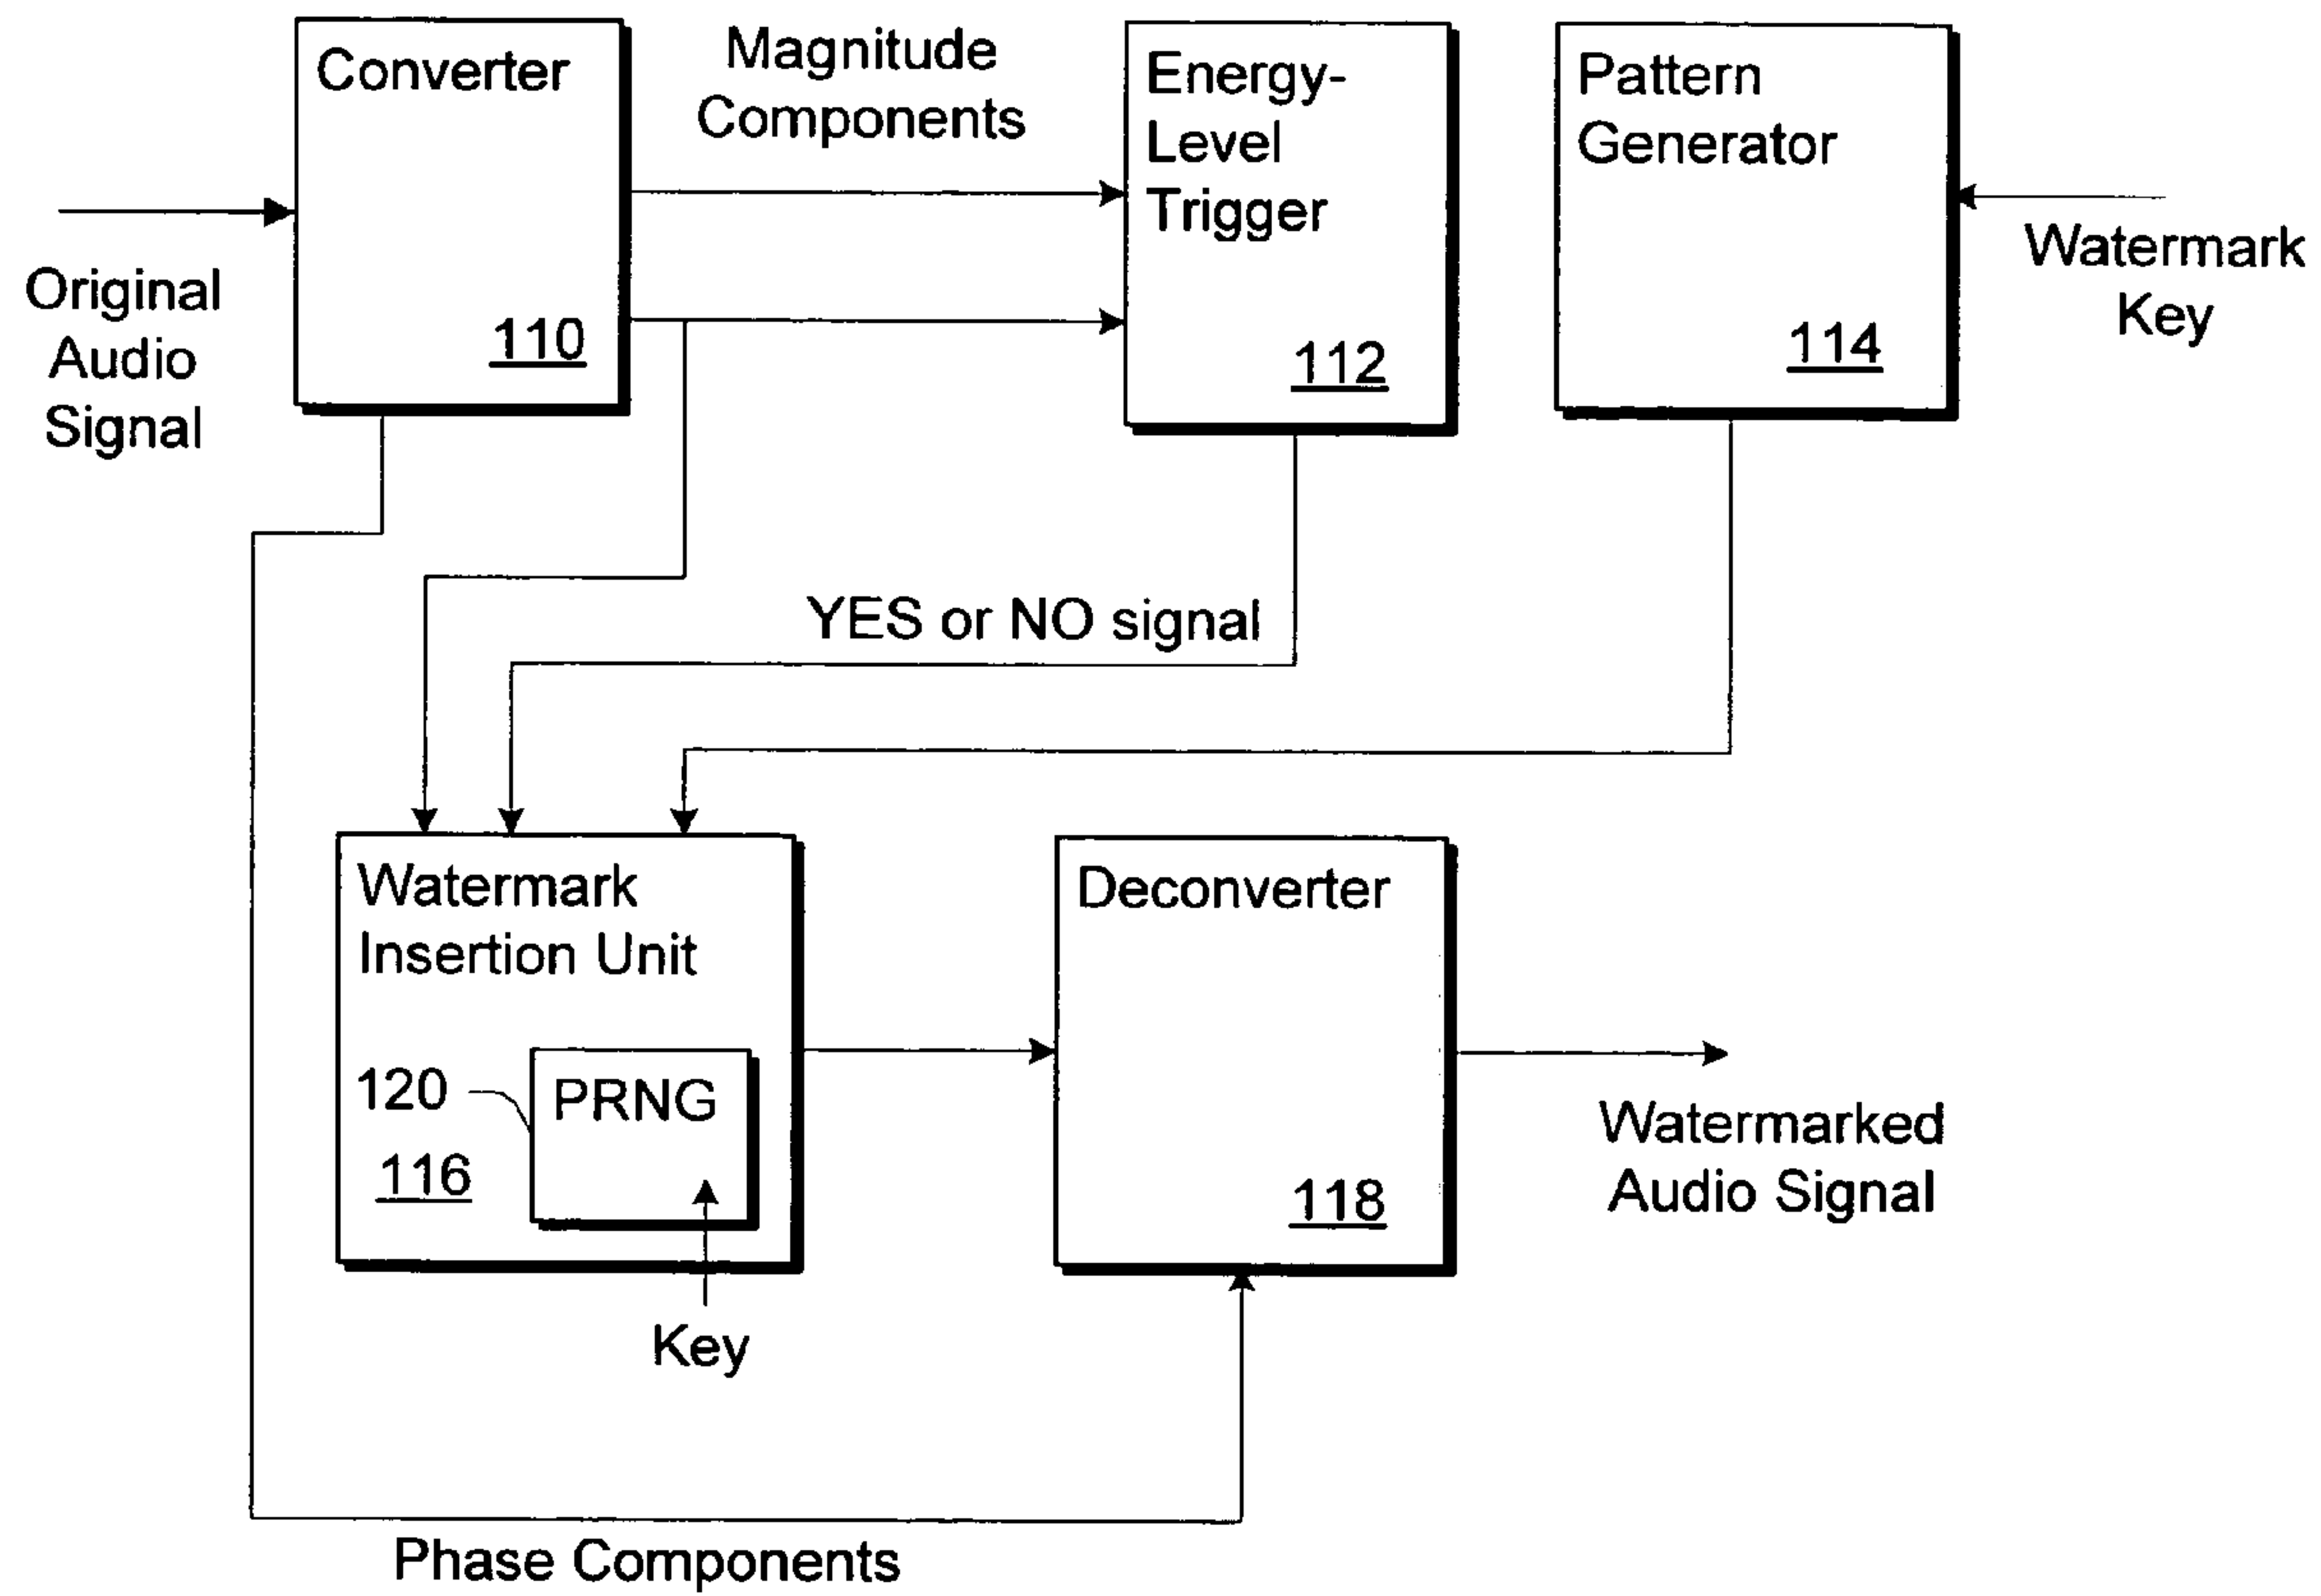 Converter
110
Magnitude
Components
Energy-
Level
Trigger
112
Pattern
Generator
114
Original
Audio
Signal
Watermark
Key
YES or NO signal
Watermark
Insertion Unit
120
PRNG
116
Key
Deconverter
118
Watermarked
Audio Signal
Phase Components